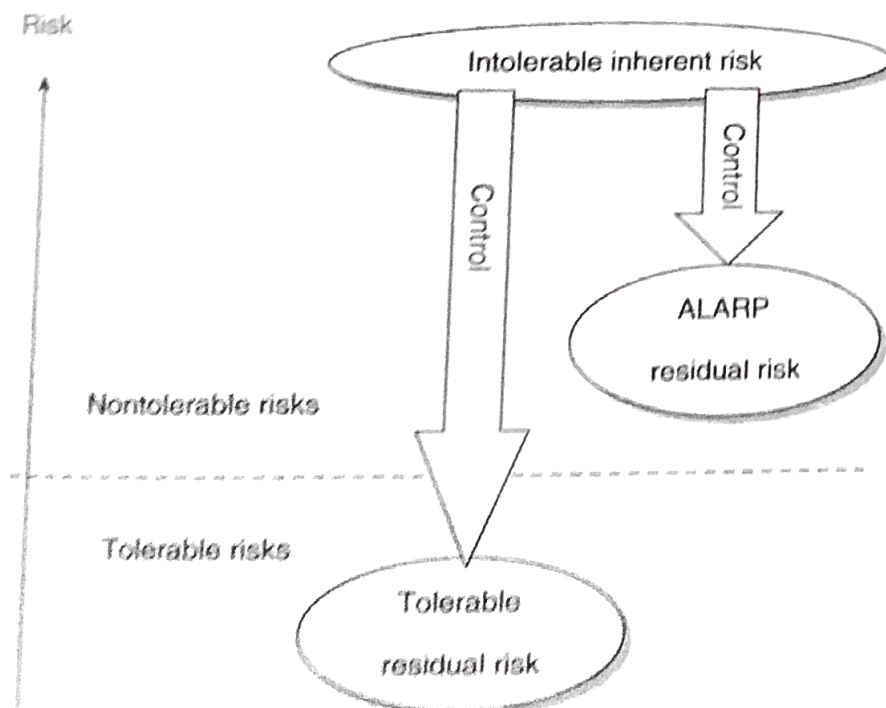 Risk
Intolerable inherent risk
Control
Control
ALARP
residual risk
Nontolerable risks
Tolerable risks
Tolerable
residual risk